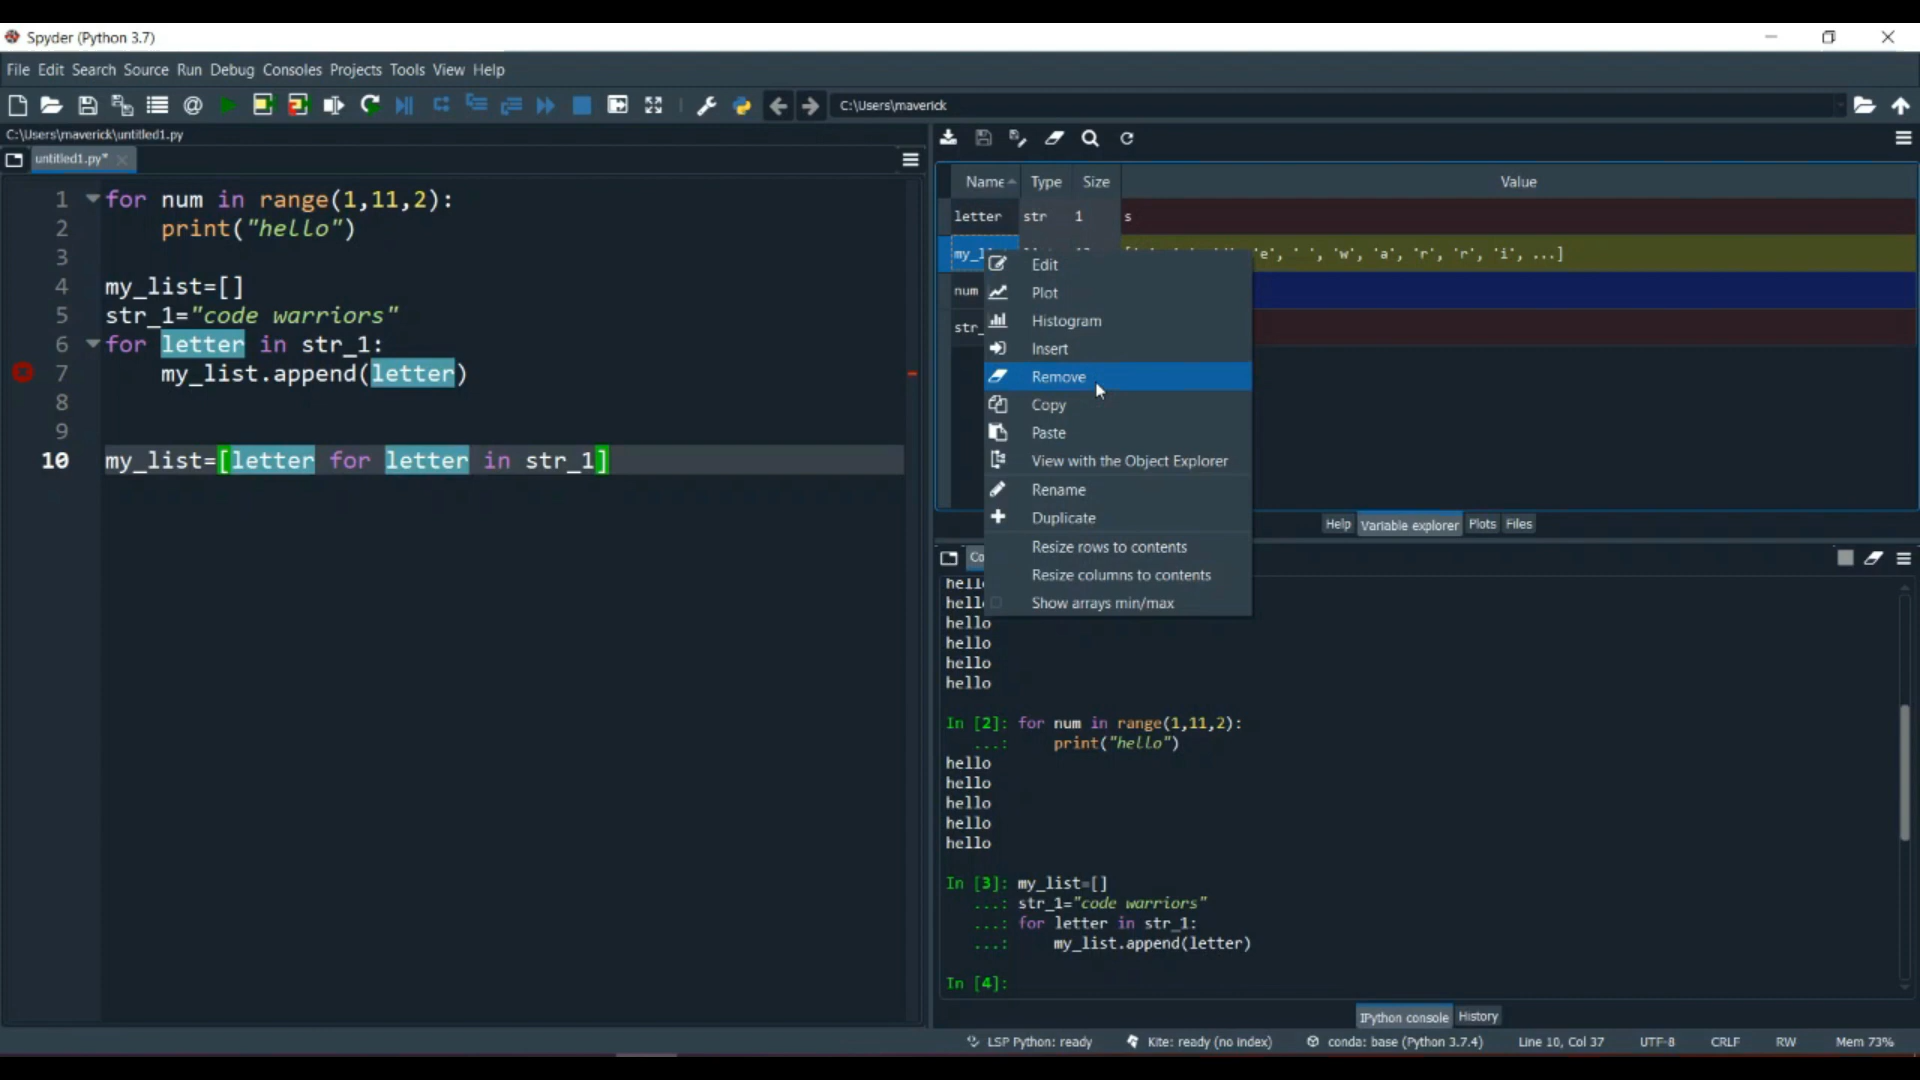 Spyder (Python 3.7)
File Edit Search Source Run Debug Consoles Projects Tools View Help
C:\Users\maverick
C:\Users\maverick\untitled1.py
untitled1.py*
1 for num in range(1,11,2):
2 print("hello")
3
4 my_list=[]
5 str_1="code warriors"
6 for letter in str_1:
7 my_list.append(letter)
8
9
10 my_list=[letter for letter in str_1]
Name Type Size Value
letter str 1 s
'e', ' ', 'w', 'a', 'r', 'r', 'i', ...]
num
Edit
Plot
Histogram
Insert
Remove
Copy
Paste
View with the Object Explorer
Rename
Duplicate
Resize rows to contents
Resize columns to contents
Show arrays min/max
Help Variable explorer Plots Files
hello
hello
hello
hello
In [2]: for num in range(1,11,2):
...: print("hello")
hello
hello
hello
hello
hello
In [3]: my_list=[]
...: str_1="code warriors"
...: for letter in str_1:
...: my_list.append(letter)
In [4]:
IPython console History
LSP Python: ready Kite: ready (no index) conda: base (Python 3.7.4) Line 10, Col 37 UTF-8 CRLF RW Mem 73%